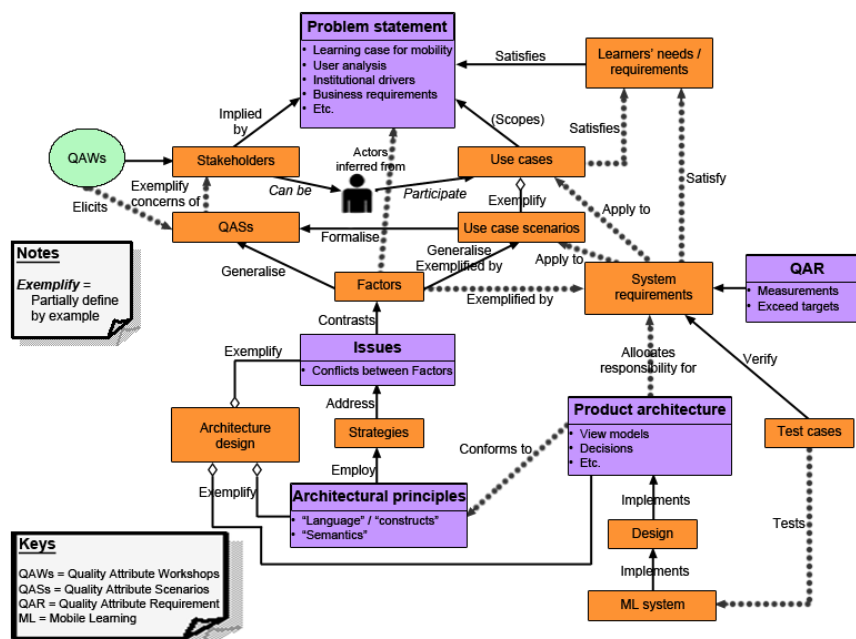 Problem statement
• Learning case for mobility
• User analysis
• Institutional drivers
• Business requirements
• Etc.
Satisfies
Learners’ needs /
requirements
Implied
by
(Scopes)
Satisfies
QAWs
Stakeholders
Actors
inferred from
Use cases
Exemplify
concerns of
Can be
Participate
Satisfy
Elicits
Exemplify
Apply to
QASs
Formalise
Use case scenarios
Notes
Exemplify =
Partially define
by example
Generalise
Generalise
Exemplified by
Apply to
Factors
Exemplified by
System
requirements
QAR
• Measurements
• Exceed targets
Contrasts
Exemplify
Issues
• Conflicts between Factors
Allocates
responsibility for
Verify
Address
Architecture
design
Strategies
Product architecture
• View models
• Decisions
• Etc.
Test cases
Conforms to
Employ
Exemplify
Architectural principles
• “Language” / “constructs”
• “Semantics”
Implements
Tests
Design
Keys
QAWs = Quality Attribute Workshops
QASs = Quality Attribute Scenarios
QAR = Quality Attribute Requirement
ML = Mobile Learning
Implements
ML system